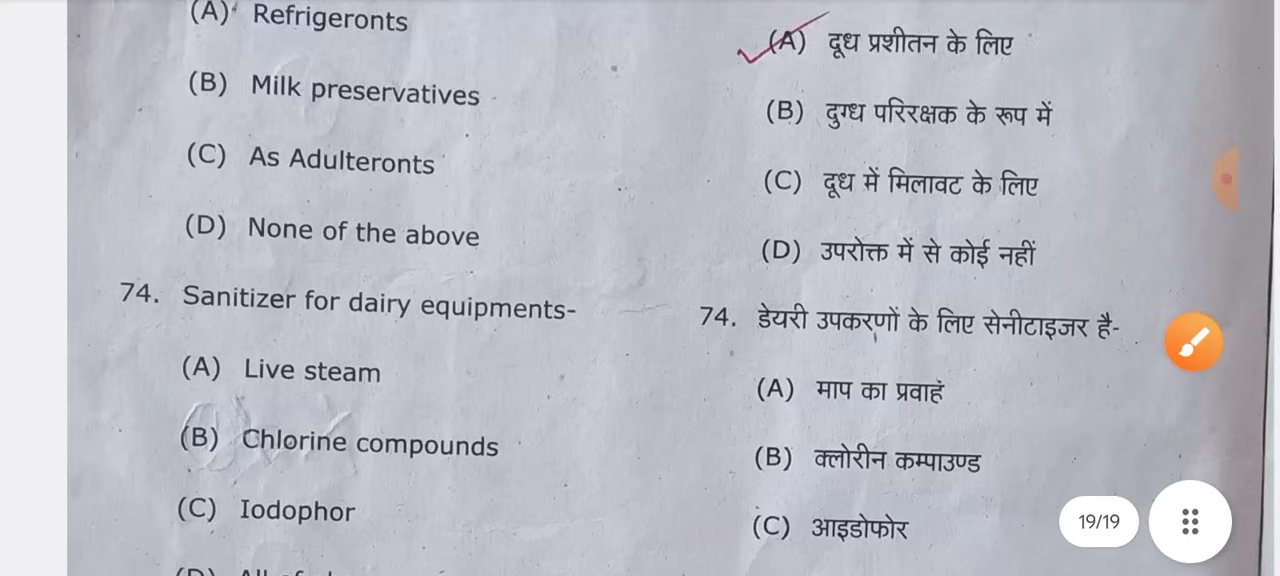 (A) Refrigeronts
(B) Milk preservatives
(C) As Adulteronts
(D) None of the above
74. Sanitizer for dairy equipments-
(A) Live steam
(B) Chlorine compounds
(C) Iodophor
(A) दूध प्रशीतन के लिए
(B) दुग्ध परिरक्षक के रूप में
(C) दूध में मिलावट के लिए
(D) उपरोक्त में से कोई नहीं
74. डेयरी उपकरणों के लिए सेनीटाइजर है-
(A) माप का प्रवाह
(B) क्लोरीन कम्पाउण्ड
(C) आइडोफोर
19/19